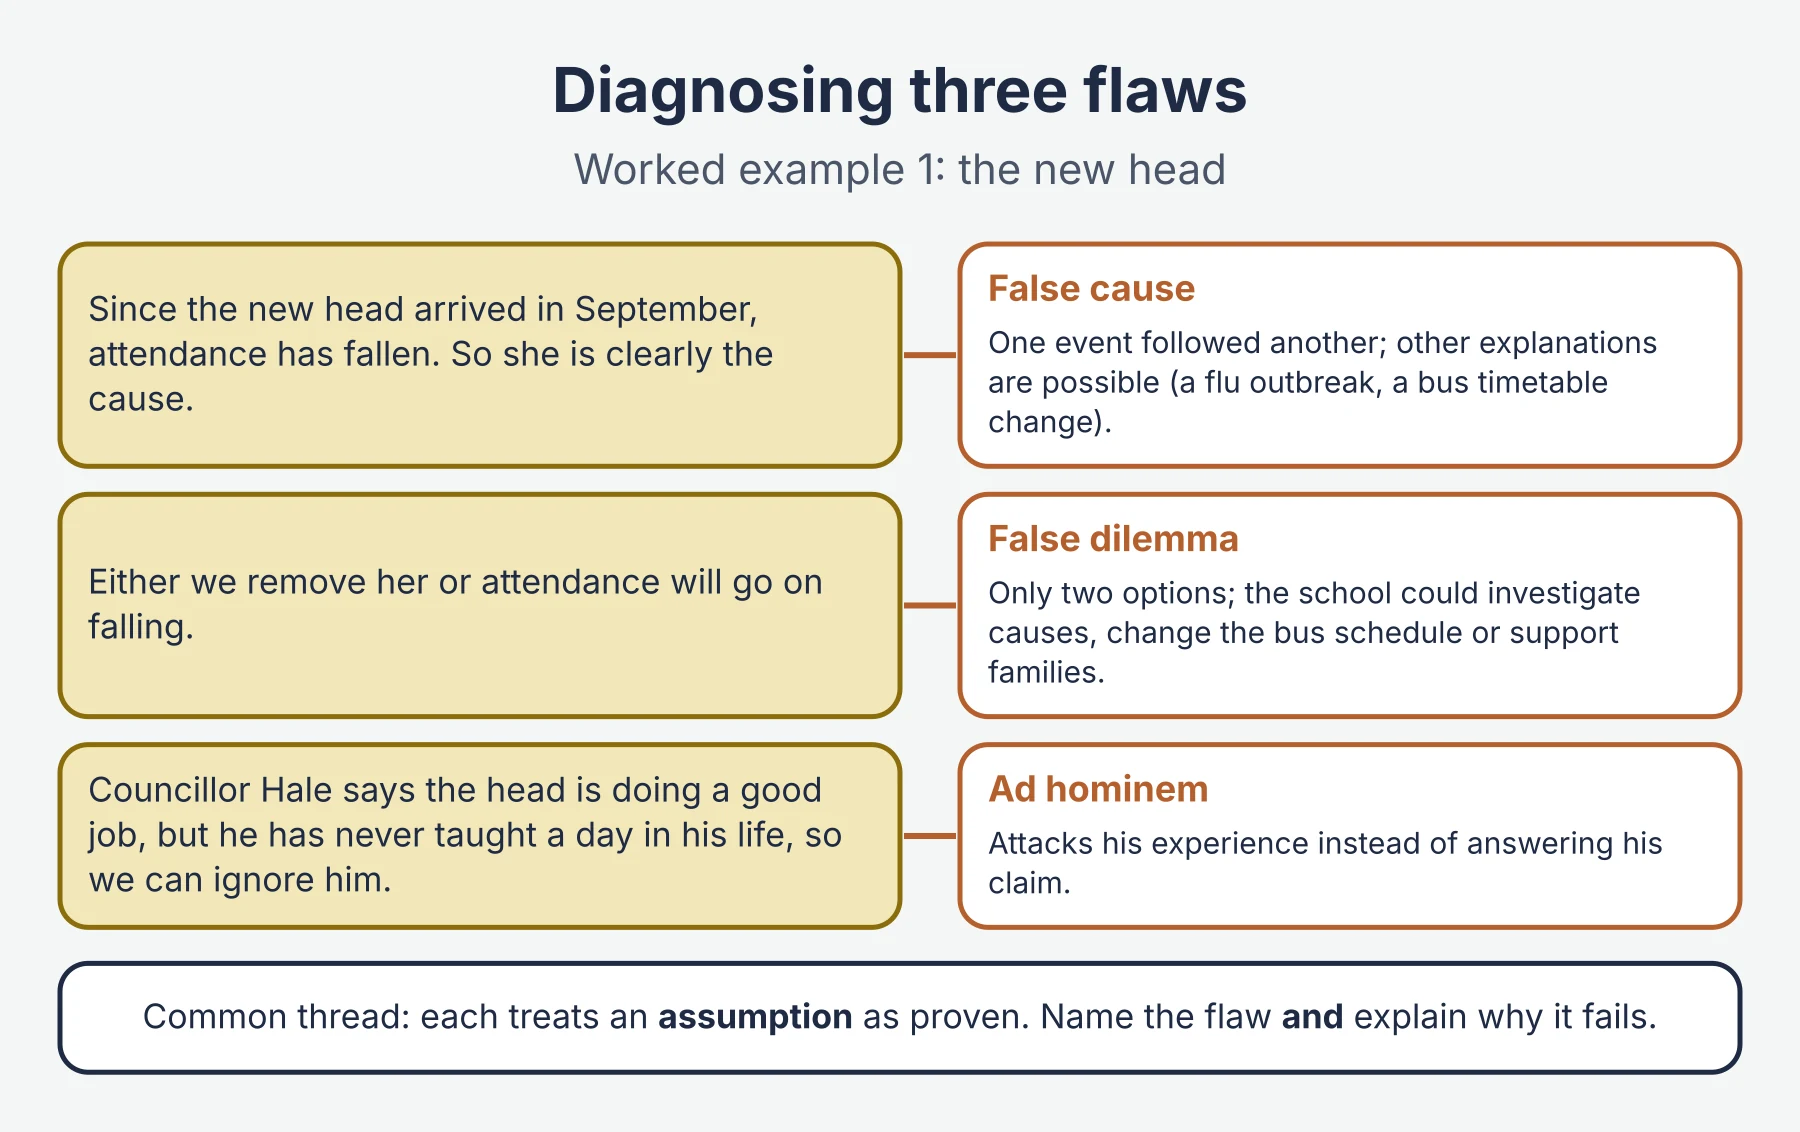 Diagnosing three flaws
Worked example 1: the new head
Since the new head arrived in September,
attendance has fallen. So she is clearly the
cause.
False cause
One event followed another; other explanations
are possible (a flu outbreak, a bus timetable
change).
Either we remove her or attendance will go on
falling.
False dilemma
Only two options; the school could investigate
causes, change the bus schedule or support
families.
Councillor Hale says the head is doing a good
job, but he has never taught a day in his life, so
we can ignore him.
Ad hominem
Attacks his experience instead of answering his
claim.
Common thread: each treats an assumption as proven. Name the flaw and explain why it fails.